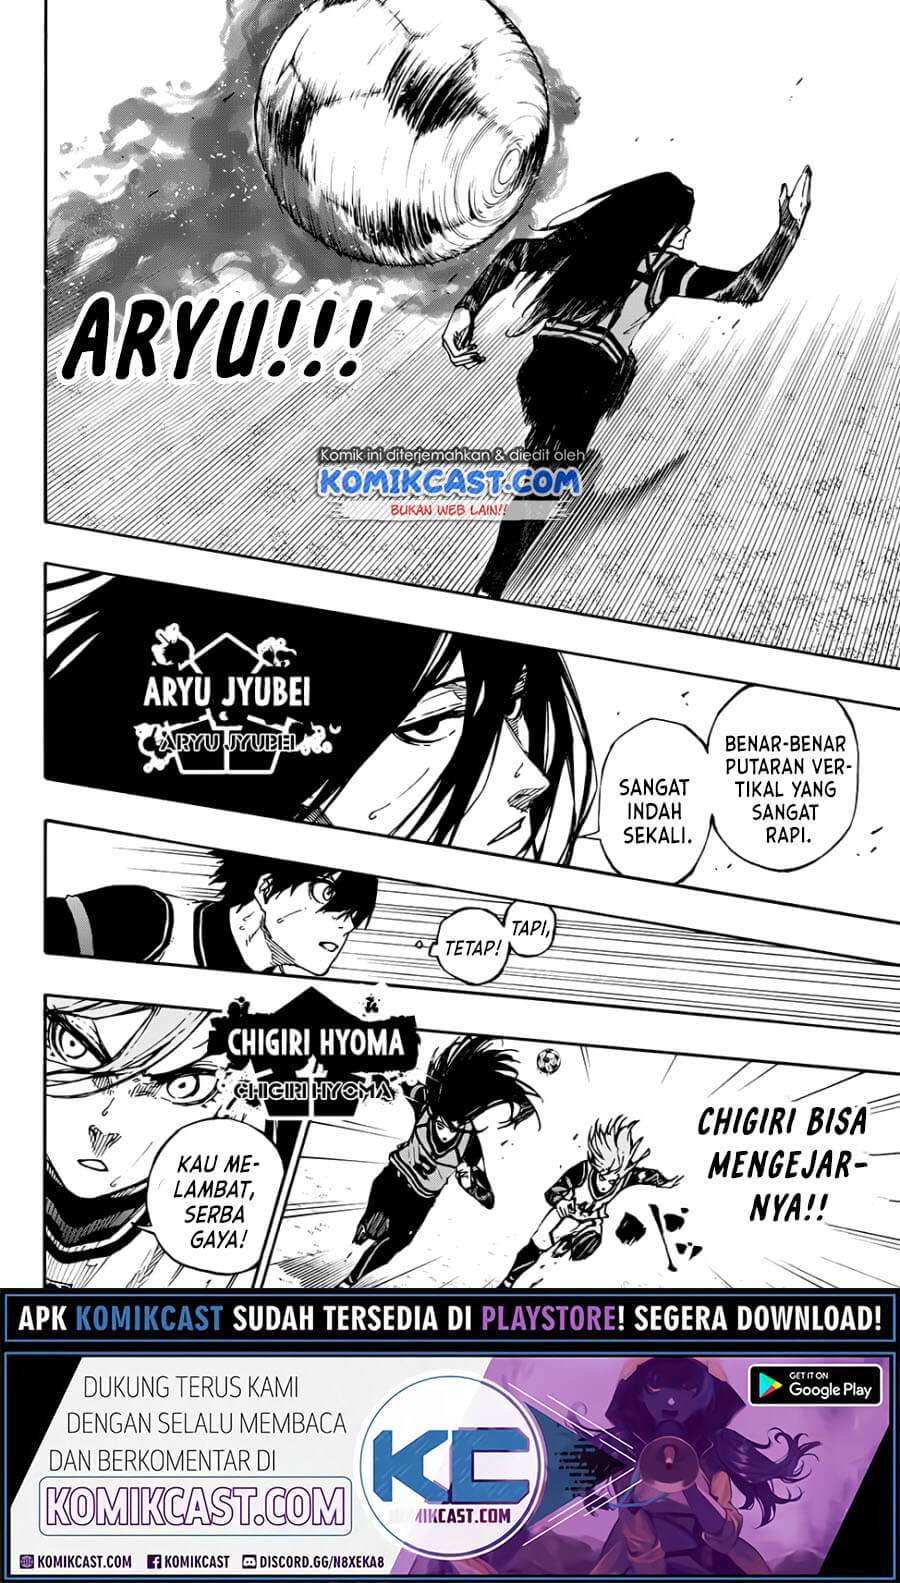 ARYU!!!
Komik ini diterjemahkan & diedit oleh
KOMIKCAST.COM
BUKAN WEB LAIN!!
ARYU JYUBEI
ARYU JYUBEI
BENAR-BENAR
PUTARAN VER-
TIKAL YANG
SANGAT
RAPI.
SANGAT
INDAH
SEKALI.
TAPI,
TETAP!
CHIGIRI HYOMA
CHIGIRI HYOMA
CHIGIRI BISA
MENGEJAR-
NYA!!
KAU ME-
LAMBAT,
SERBA
GAYA!
APK KOMIKCAST SUDAH TERSEDIA DI PLAYSTORE! SEGERA DOWNLOAD!
DUKUNG TERUS KAMI
DENGAN SELALU MEMBACA
DAN BERKOMENTAR DI
KOMIKCAST.COM
KC
KOMIKCAST.COM
GET IT ON
Google Play
KOMIKCAST.COM KOMIKCAST DISCORD.GG/N8XEKA8